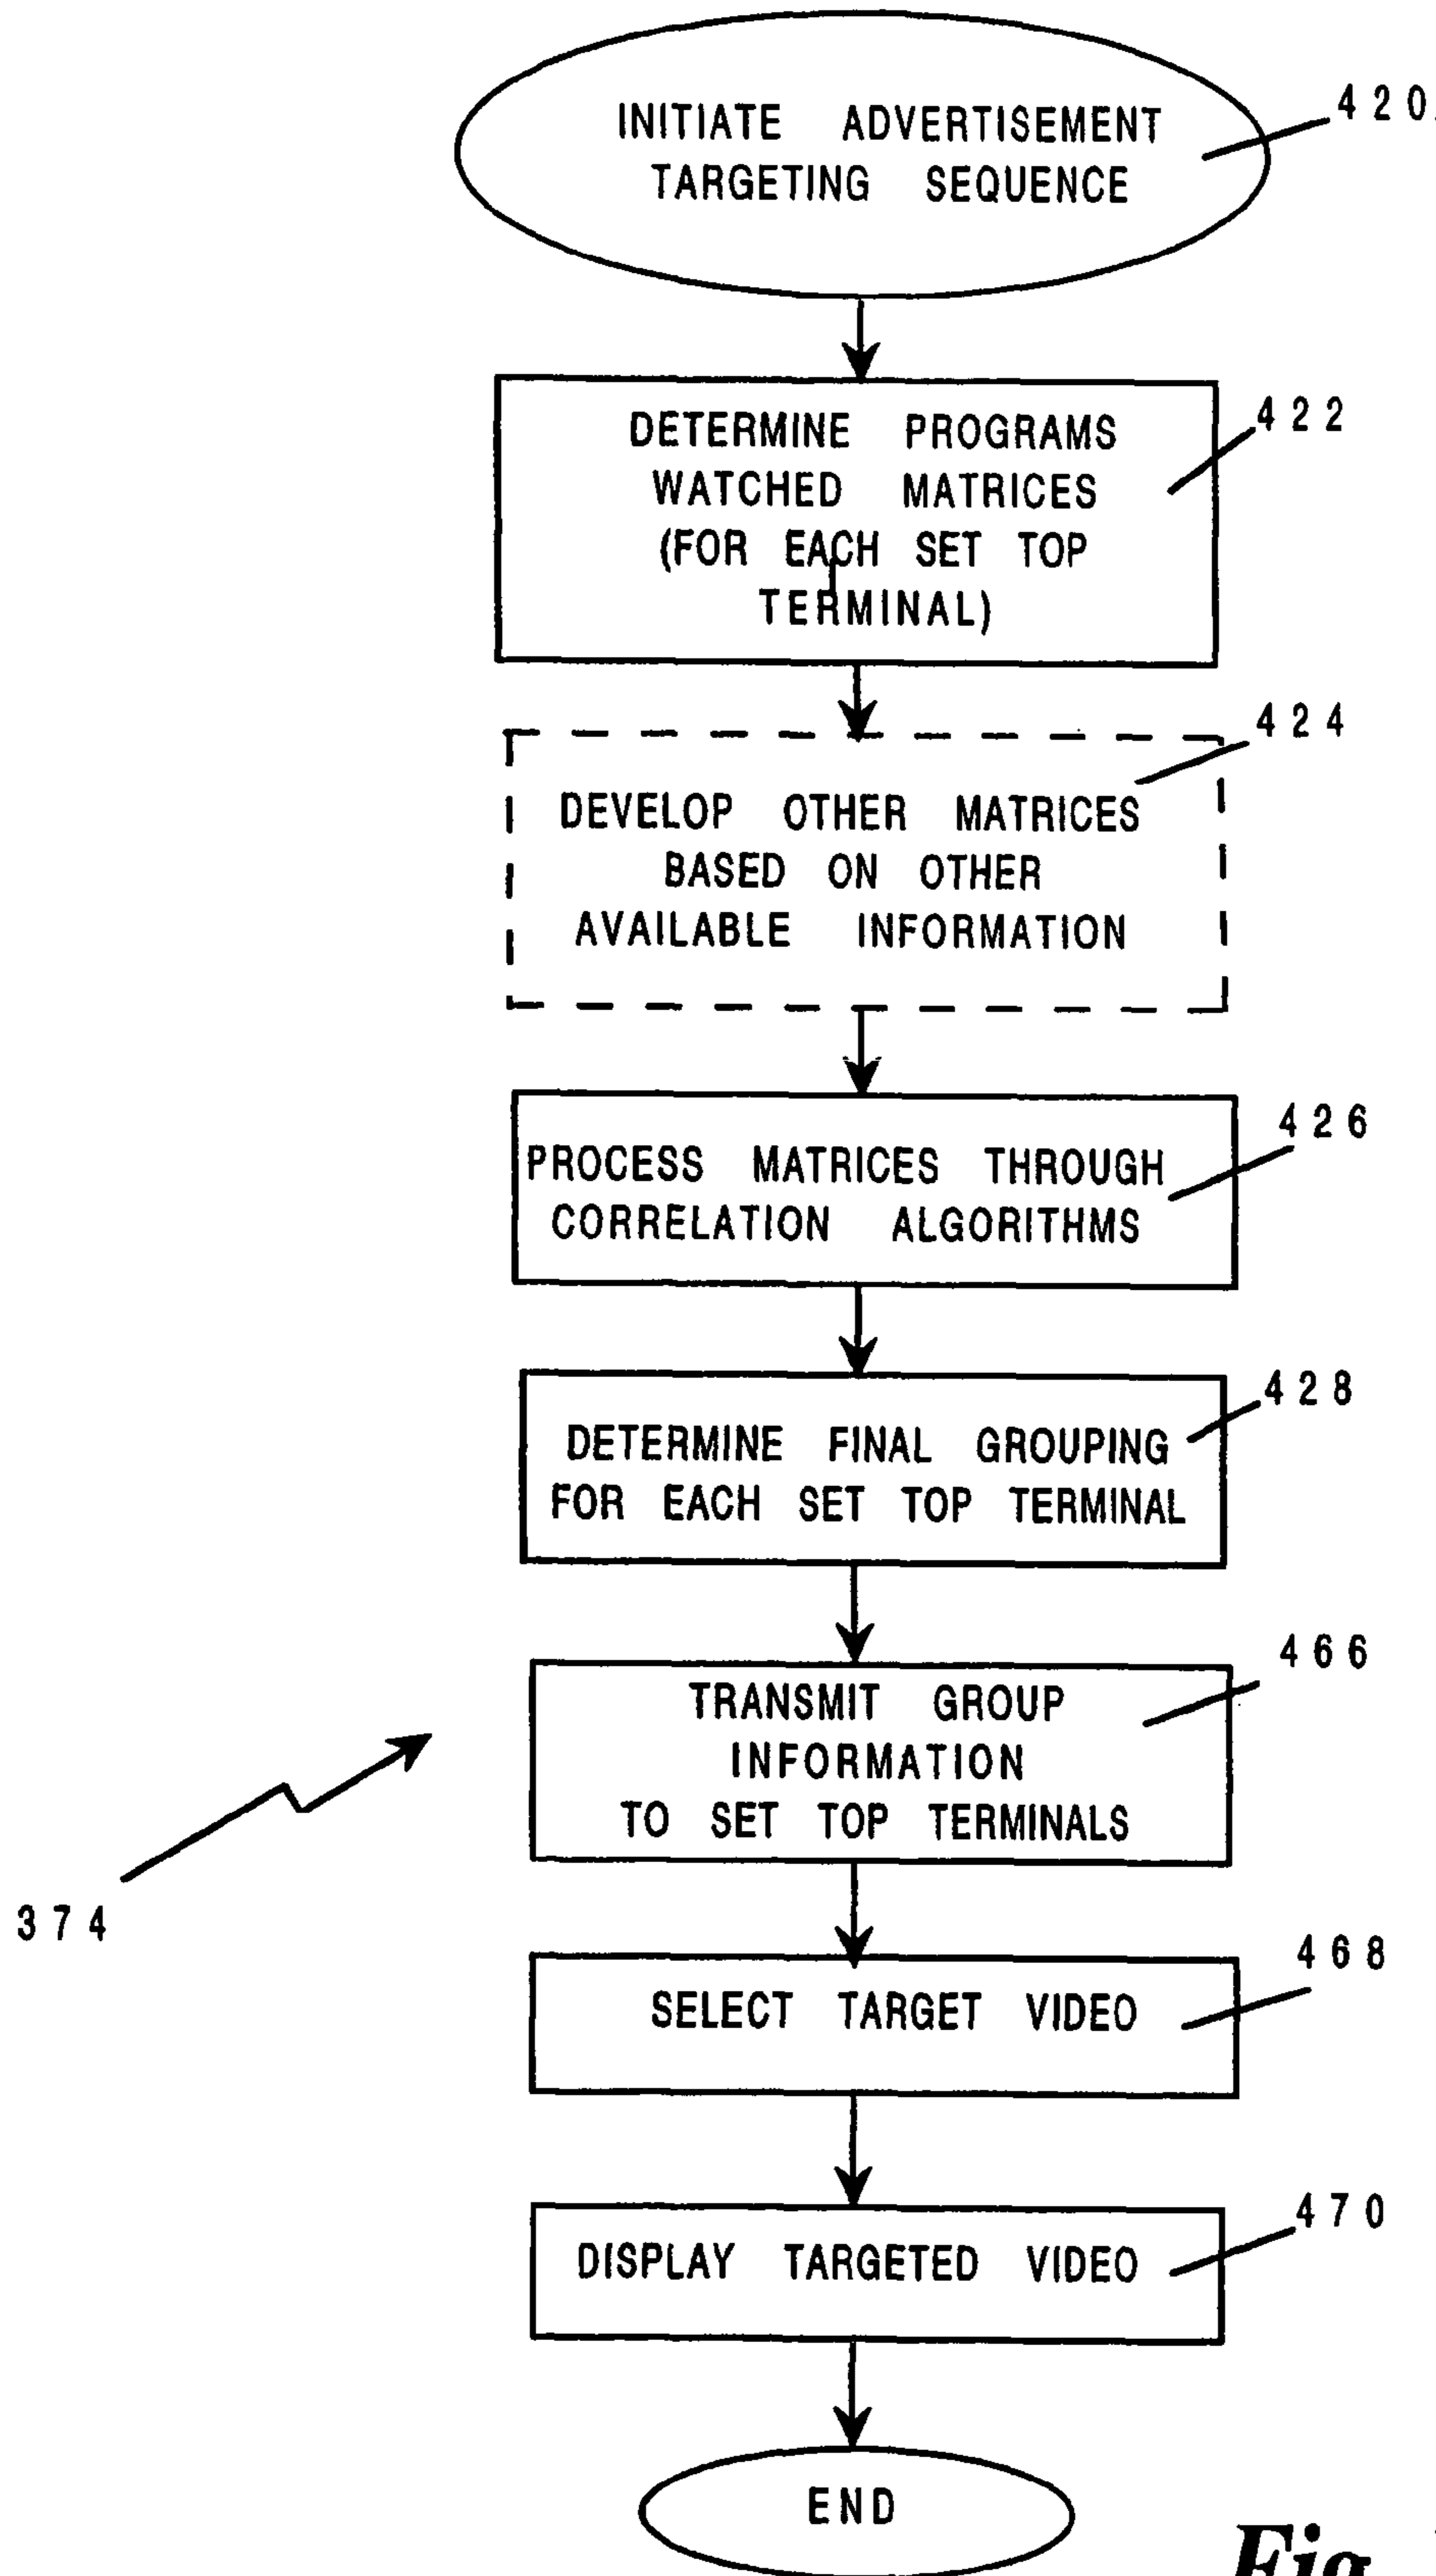 INITIATE ADVERTISEMENT
TARGETING SEQUENCE
420
DETERMINE PROGRAMS
WATCHED MATRICES
(FOR EACH SET TOP
TERMINAL)
422
424
DEVELOP OTHER MATRICES
BASED ON OTHER
AVAILABLE INFORMATION
426
PROCESS MATRICES THROUGH
CORRELATION ALGORITHMS
428
DETERMINE FINAL GROUPING
FOR EACH SET TOP TERMINAL
466
TRANSMIT GROUP
INFORMATION
TO SET TOP TERMINALS
374
468
SELECT TARGET VIDEO
470
DISPLAY TARGETED VIDEO
END
Fig